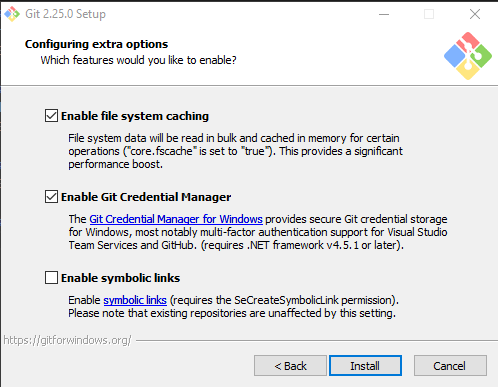 Git 2.25.0 Setup
Configuring extra options
Which features would you like to enable?
Enable file system caching
File system data will be read in bulk and cached in memory for certain
operations ("core.fscache" is set to "true"). This provides a significant
performance boost.
Enable Git Credential Manager
The Git Credential Manager for Windows provides secure Git credential storage
for Windows, most notably multi-factor authentication support for Visual Studio
Team Services and GitHub. (requires .NET framework v4.5.1 or later).
Enable symbolic links
Enable symbolic links (requires the SeCreateSymbolicLink permission).
Please note that existing repositories are unaffected by this setting.
https://gitforwindows.org/
< Back
Install
Cancel